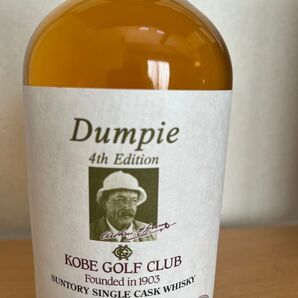 Dumpie
4th Edition
KOBE GOLF CLUB
Founded in 1903
SUNTORY SINGLE CASK WHISKY